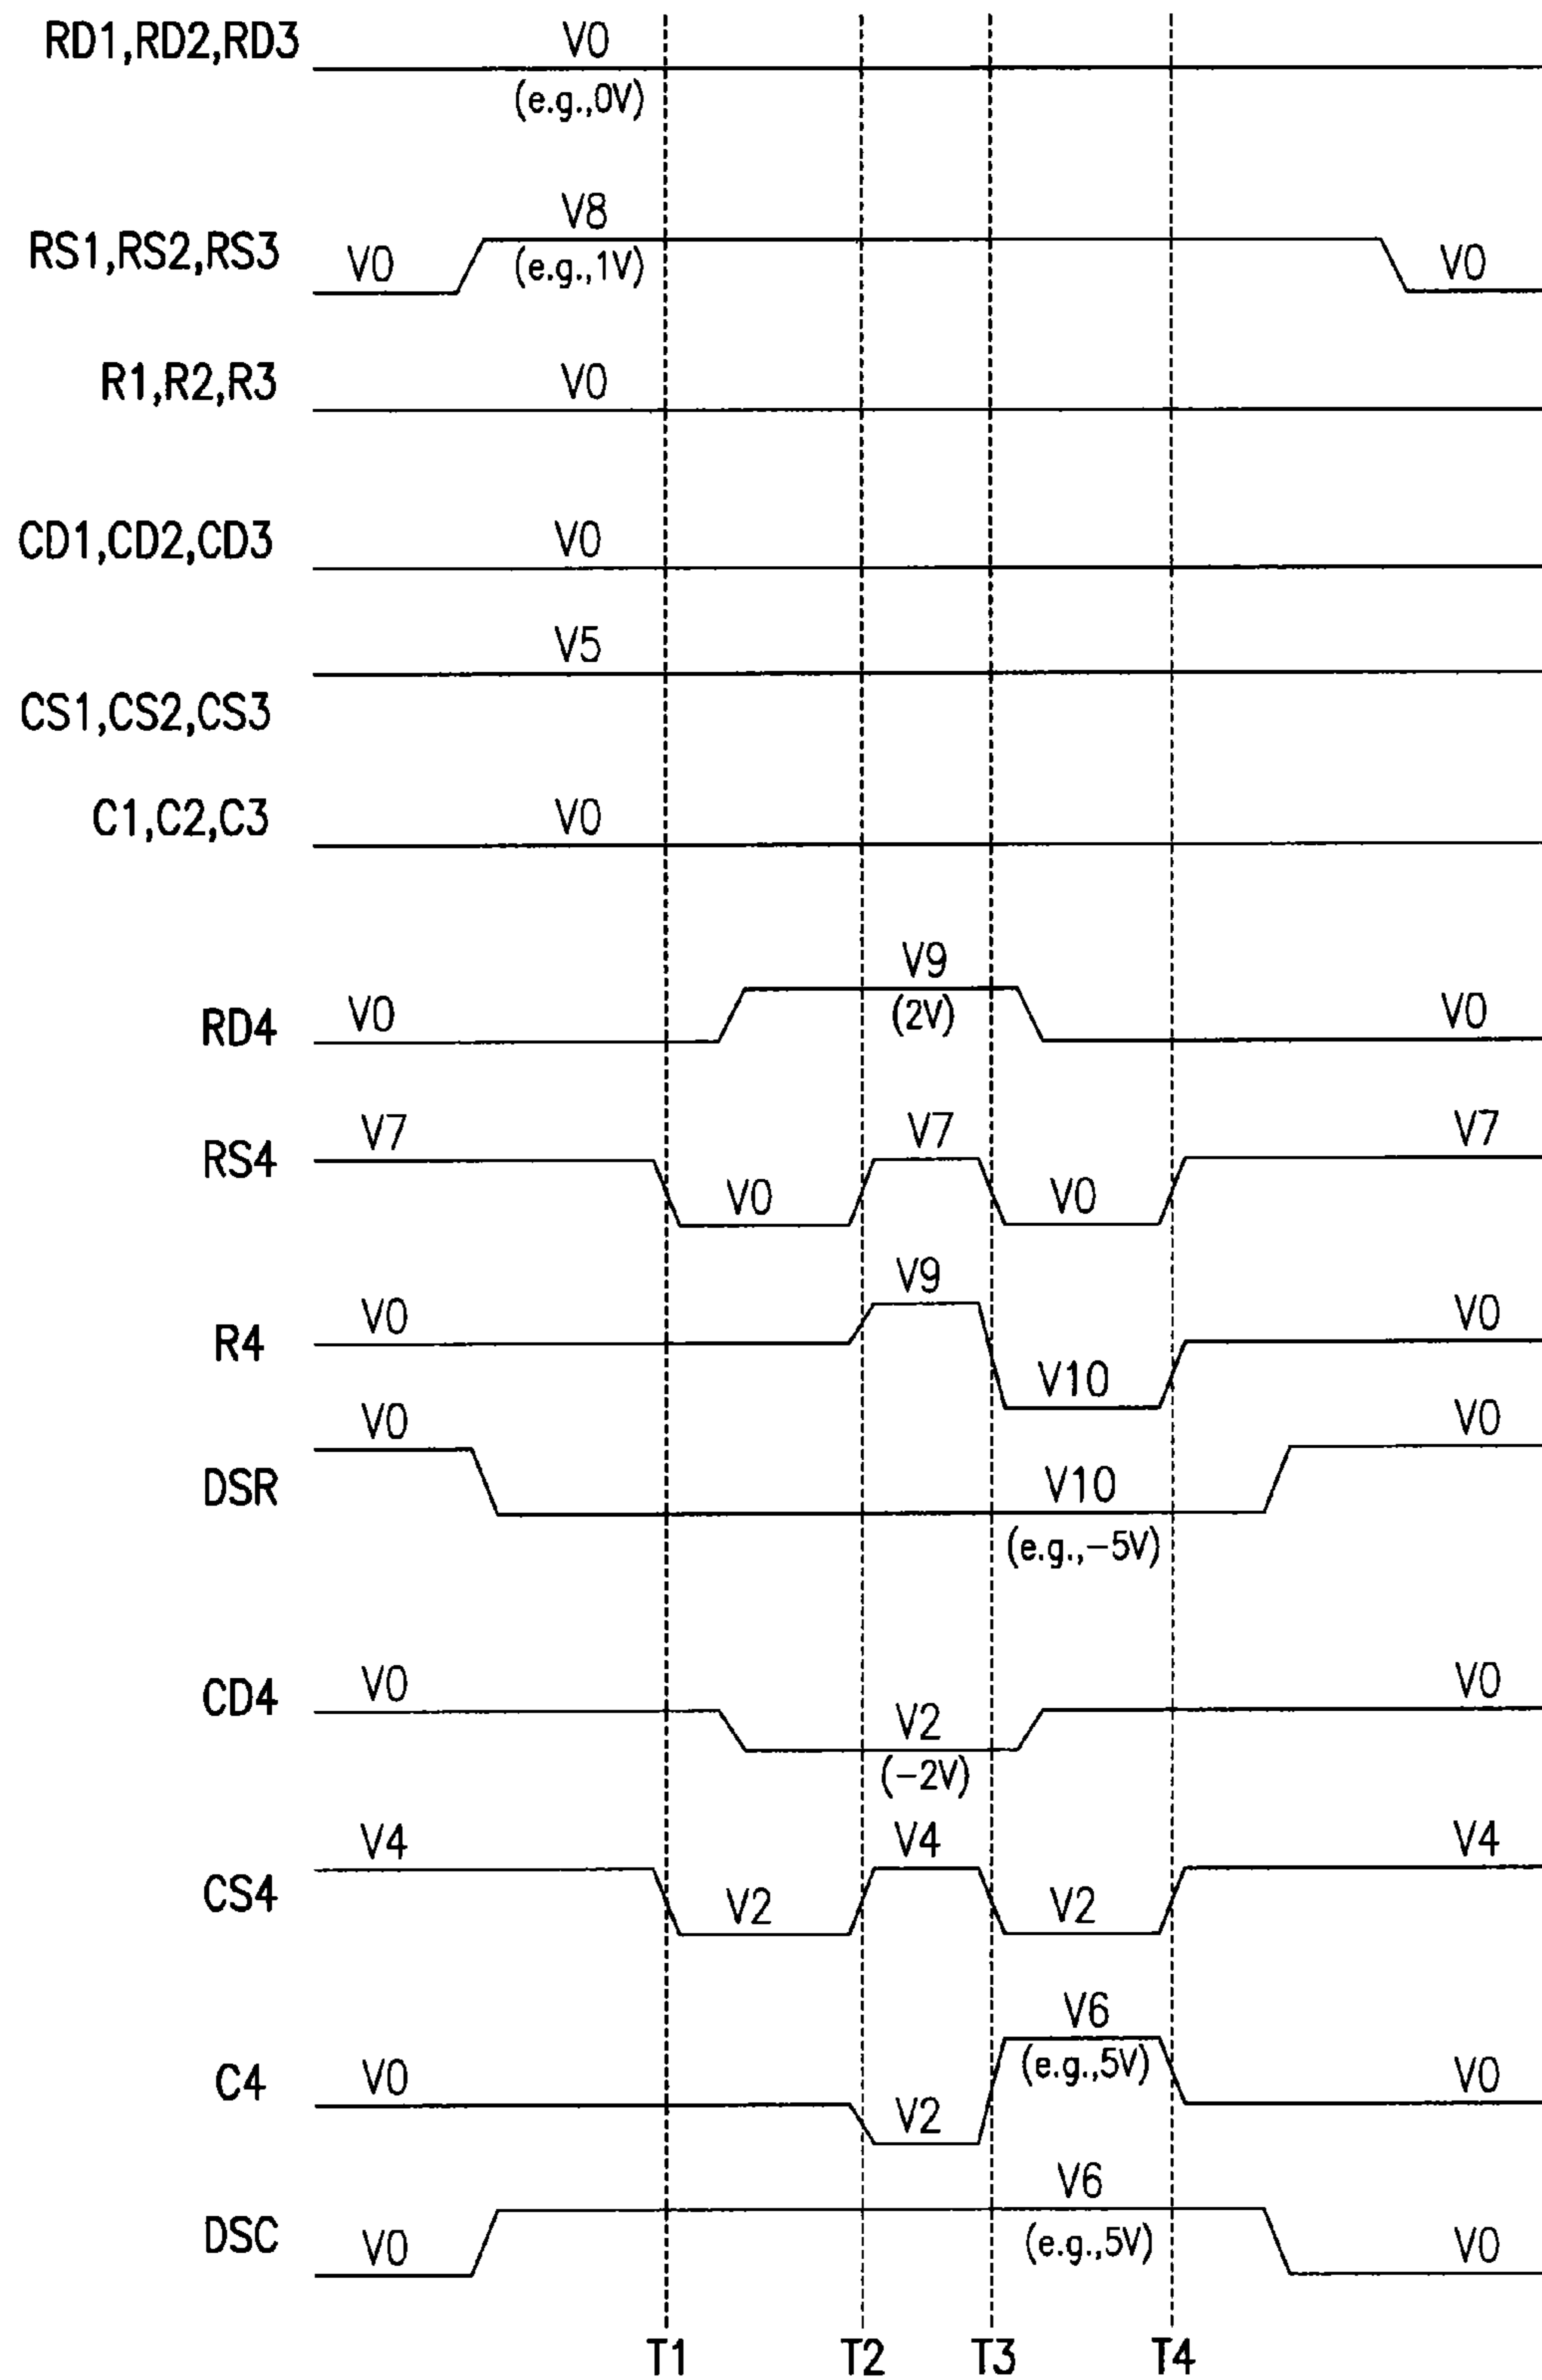 RD1,RD2,RD3 V0
(e.g.,0V)
V8
RS1,RS2,RS3 V0 (e.g.,1V) V0
R1,R2,R3 V0
CD1,CD2,CD3 V0
V5
CS1,CS2,CS3
C1,C2,C3 V0
V9
RD4 V0 (2V) V0
V7 V7 V7
RS4 V0 V0
V9
R4 V0 V0
V10
V0 V0
DSR V10
(e.g.,-5V)
CD4 V0 V2 V0
(-2V)
V4 V4 V4
CS4 V2 V2
V6
C4 V0 (e.g.,5V) V0
V2
V6
DSC V0 (e.g.,5V) V0
T1 T2 T3 T4